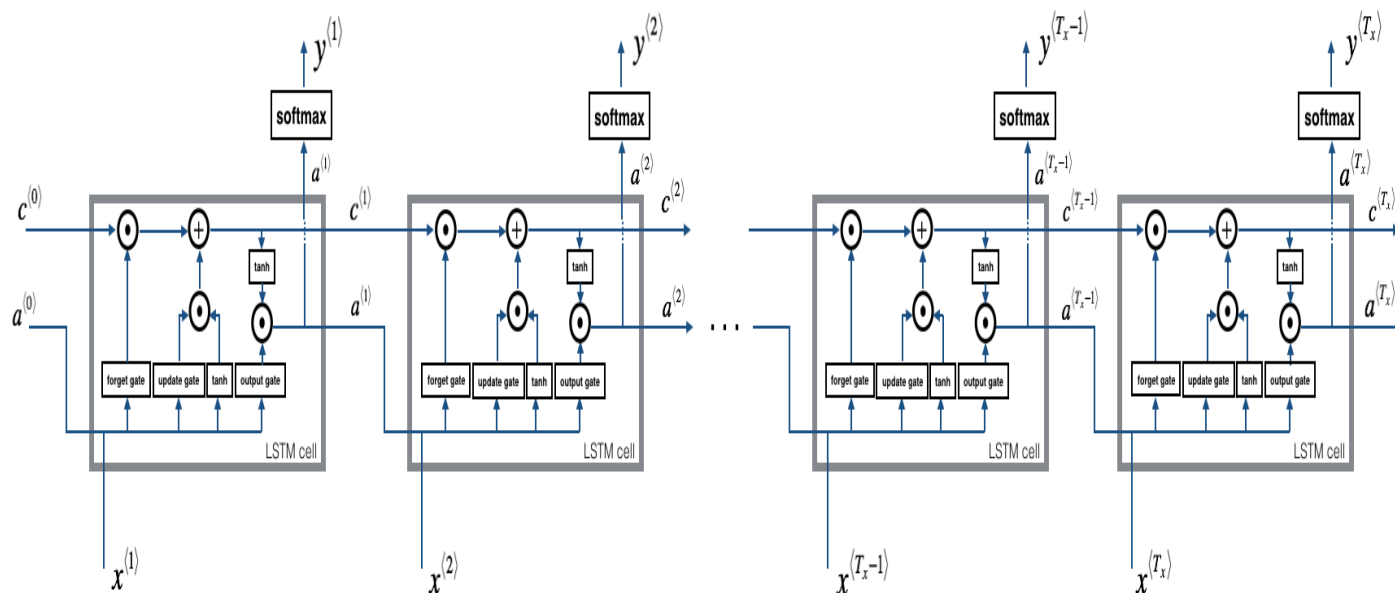 y⟨1⟩ y⟨2⟩ y⟨Tx−1⟩ y⟨Tx⟩
softmax softmax softmax softmax
a⟨1⟩ a⟨2⟩ a⟨Tx−1⟩ a⟨Tx⟩
c⟨0⟩ c⟨1⟩ c⟨2⟩ c⟨Tx−1⟩ c⟨Tx⟩
tanh tanh tanh tanh
a⟨0⟩ a⟨1⟩ a⟨2⟩ . . . a⟨Tx−1⟩ a⟨Tx⟩
forget gate update gate tanh output gate forget gate update gate tanh output gate forget gate update gate tanh output gate forget gate update gate tanh output gate
LSTM cell LSTM cell LSTM cell LSTM cell
x⟨1⟩ x⟨2⟩ x⟨Tx−1⟩ x⟨Tx⟩